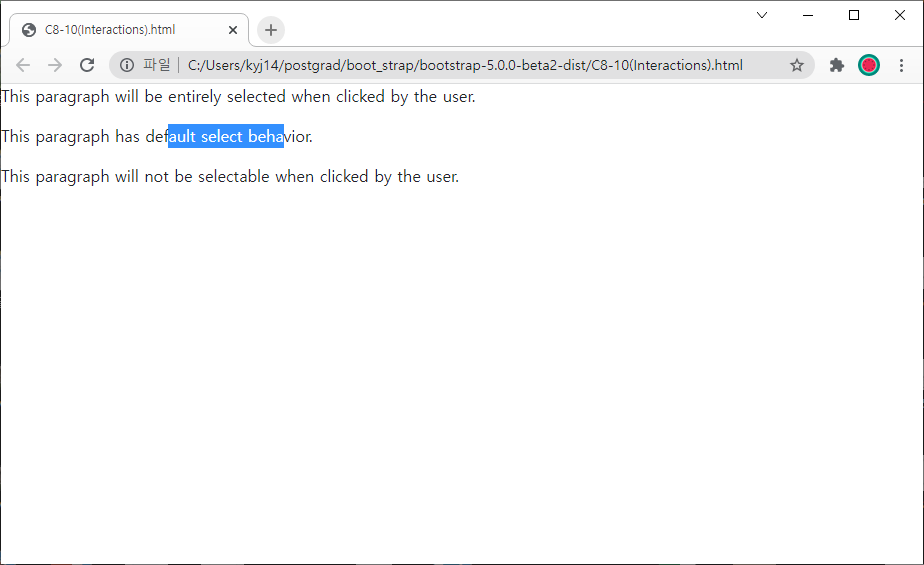 C8-10(Interactions).html
파일 C:/Users/kyj14/postgrad/boot_strap/bootstrap-5.0.0-beta2-dist/C8-10(Interactions).html
This paragraph will be entirely selected when clicked by the user.
This paragraph has default select behavior.
This paragraph will not be selectable when clicked by the user.